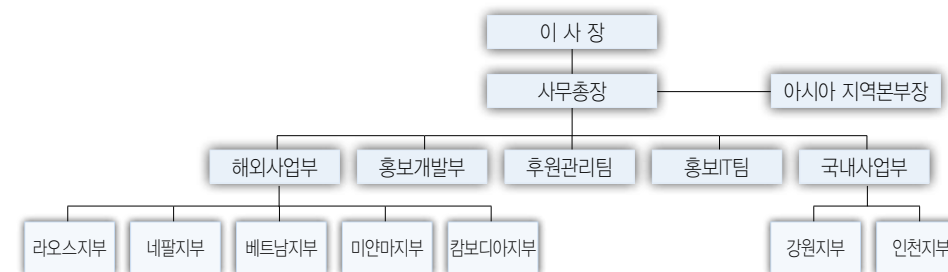 이 사 장
사무총장
아시아 지역본부장
해외사업부
홍보개발부
후원관리팀
홍보IT팀
국내사업부
라오스지부
네팔지부
베트남지부
미얀마지부
캄보디아지부
강원지부
인천지부